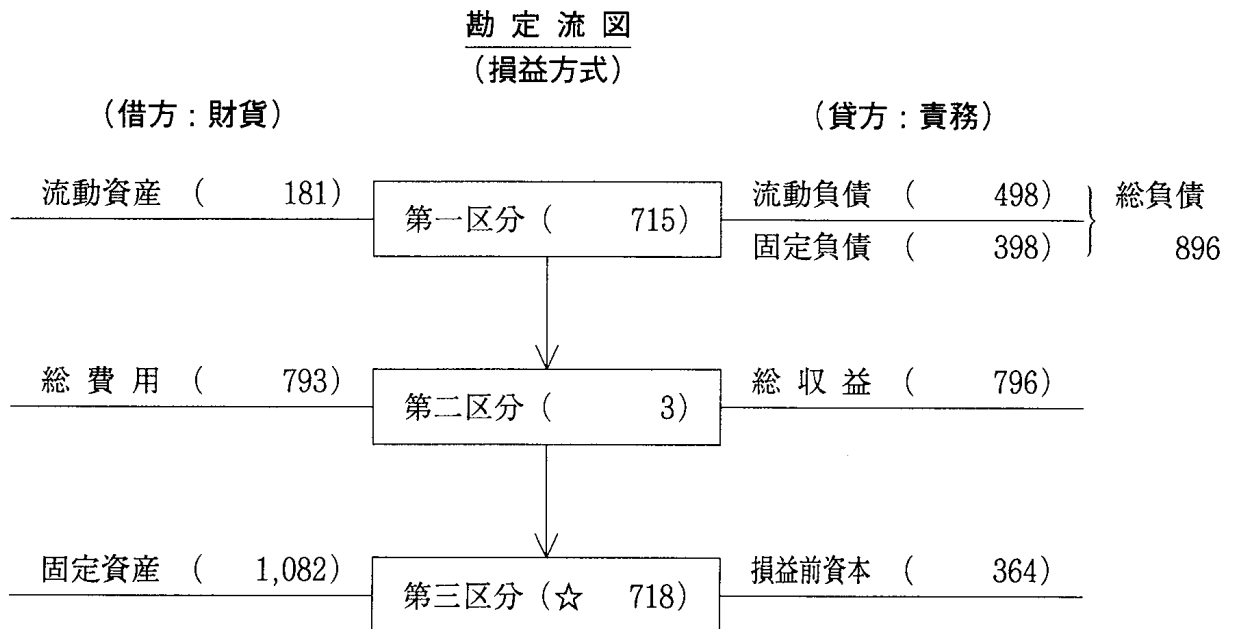 勘定流図
(損益方式)
(借方:財貨) (貸方:責務)
流動資産 ( 181) 第一区分( 715) 流動負債 ( 498) 総負債
固定負債 ( 398) 896
総費用 ( 793) 第二区分( 3) 総収益 ( 796)
固定資産 ( 1,082) 第三区分(☆ 718) 損益前資本 ( 364)